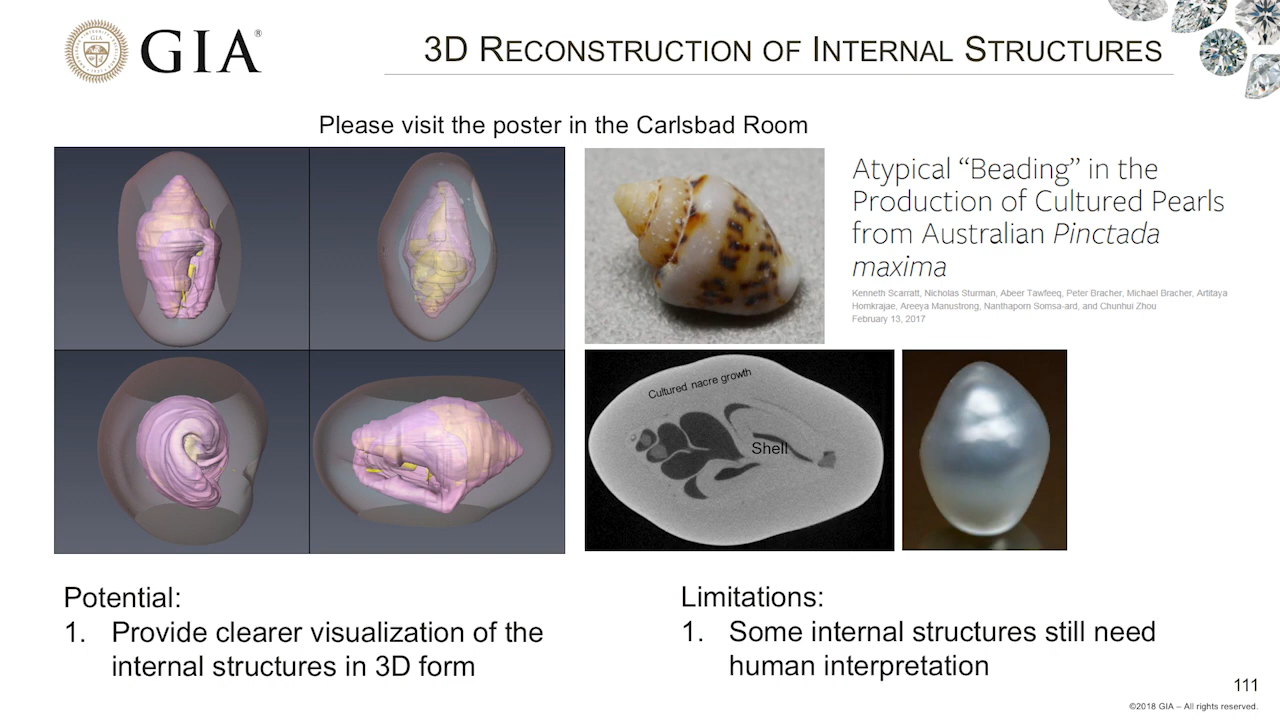 GIA®
3D RECONSTRUCTION OF INTERNAL STRUCTURES
Please visit the poster in the Carlsbad Room
Atypical “Beading” in the
Production of Cultured Pearls
from Australian Pinctada
maxima
Kenneth Scarratt, Nicholas Sturman, Abeer Tawfeeq, Peter Bracher, Michael Bracher, Artitaya
Homkrajae, Areeya Manustrong, Nanthaporn Somsa-ard, and Chunhui Zhou
February 13, 2017
Cultured nacre growth
Shell
Potential:
1. Provide clearer visualization of the
internal structures in 3D form
Limitations:
1. Some internal structures still need
human interpretation
111
©2018 GIA – All rights reserved.